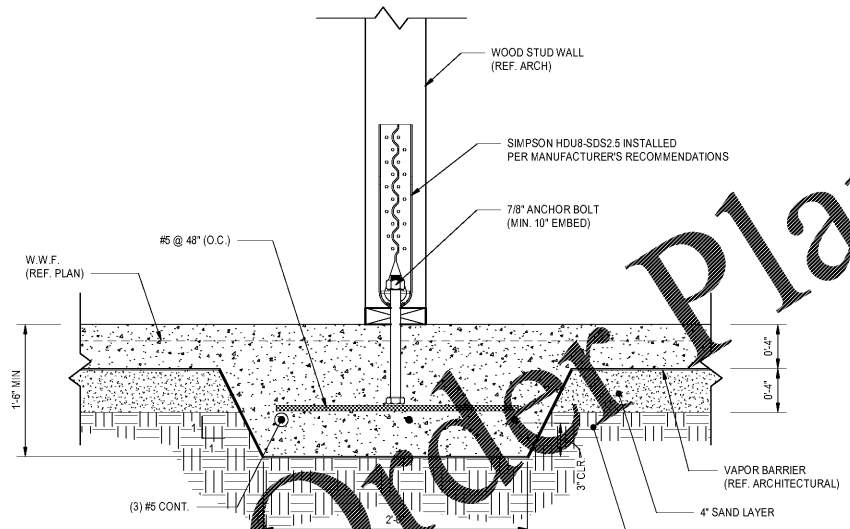 WOOD STUD WALL
(REF. ARCH)
SIMPSON HDU8-SDS2.5 INSTALLED
PER MANUFACTURER'S RECOMMENDATIONS
7/8" ANCHOR BOLT
(MIN. 10" EMBED)
#5 @ 48" (O.C.)
W.W.F.
(REF. PLAN)
1'-6" MIN
0'-4"
0'-4"
1
1
3" CLR
VAPOR BARRIER
(REF. ARCHITECTURAL)
(3) #5 CONT.
4" SAND LAYER
Order